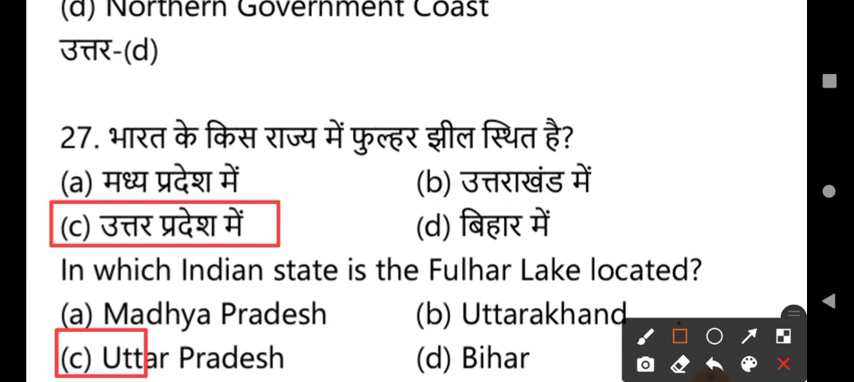 (d) Northern Government Coast
उत्तर-(d)
27. भारत के किस राज्य में फुल्हर झील स्थित है?
(a) मध्य प्रदेश में (b) उत्तराखंड में
(c) उत्तर प्रदेश में (d) बिहार में
In which Indian state is the Fulhar Lake located?
(a) Madhya Pradesh (b) Uttarakhand
(c) Uttar Pradesh (d) Bihar